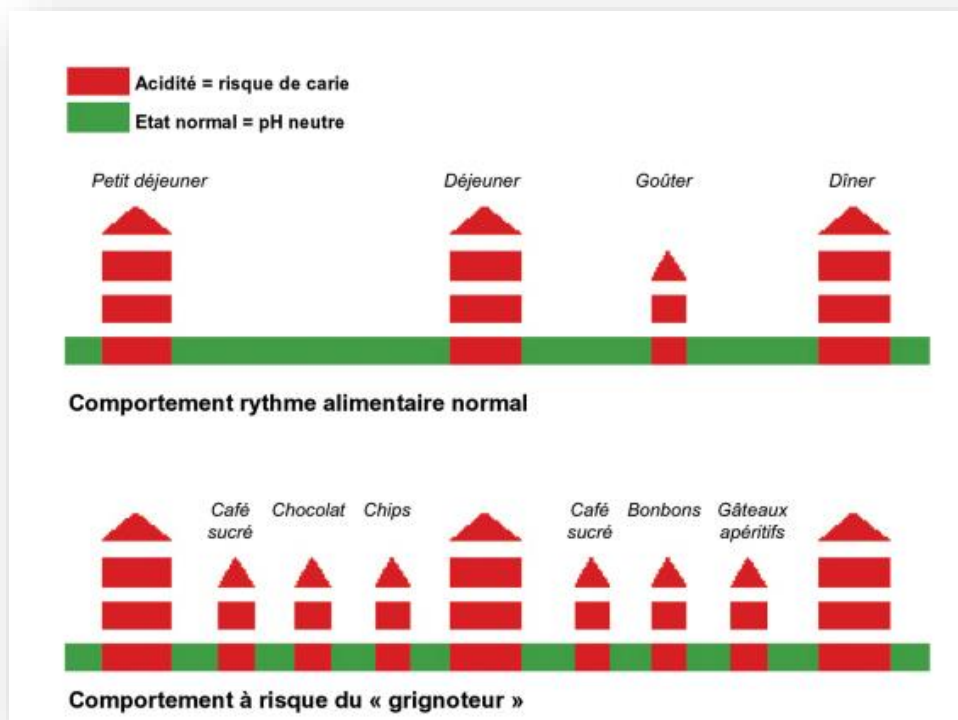 Acidité = risque de carie
Etat normal = pH neutre
Petit déjeuner
Déjeuner
Goûter
Dîner
Comportement rythme alimentaire normal
Café
sucré
Chocolat
Chips
Café
sucré
Bonbons
Gâteaux
apéritifs
Comportement à risque du « grignoteur »